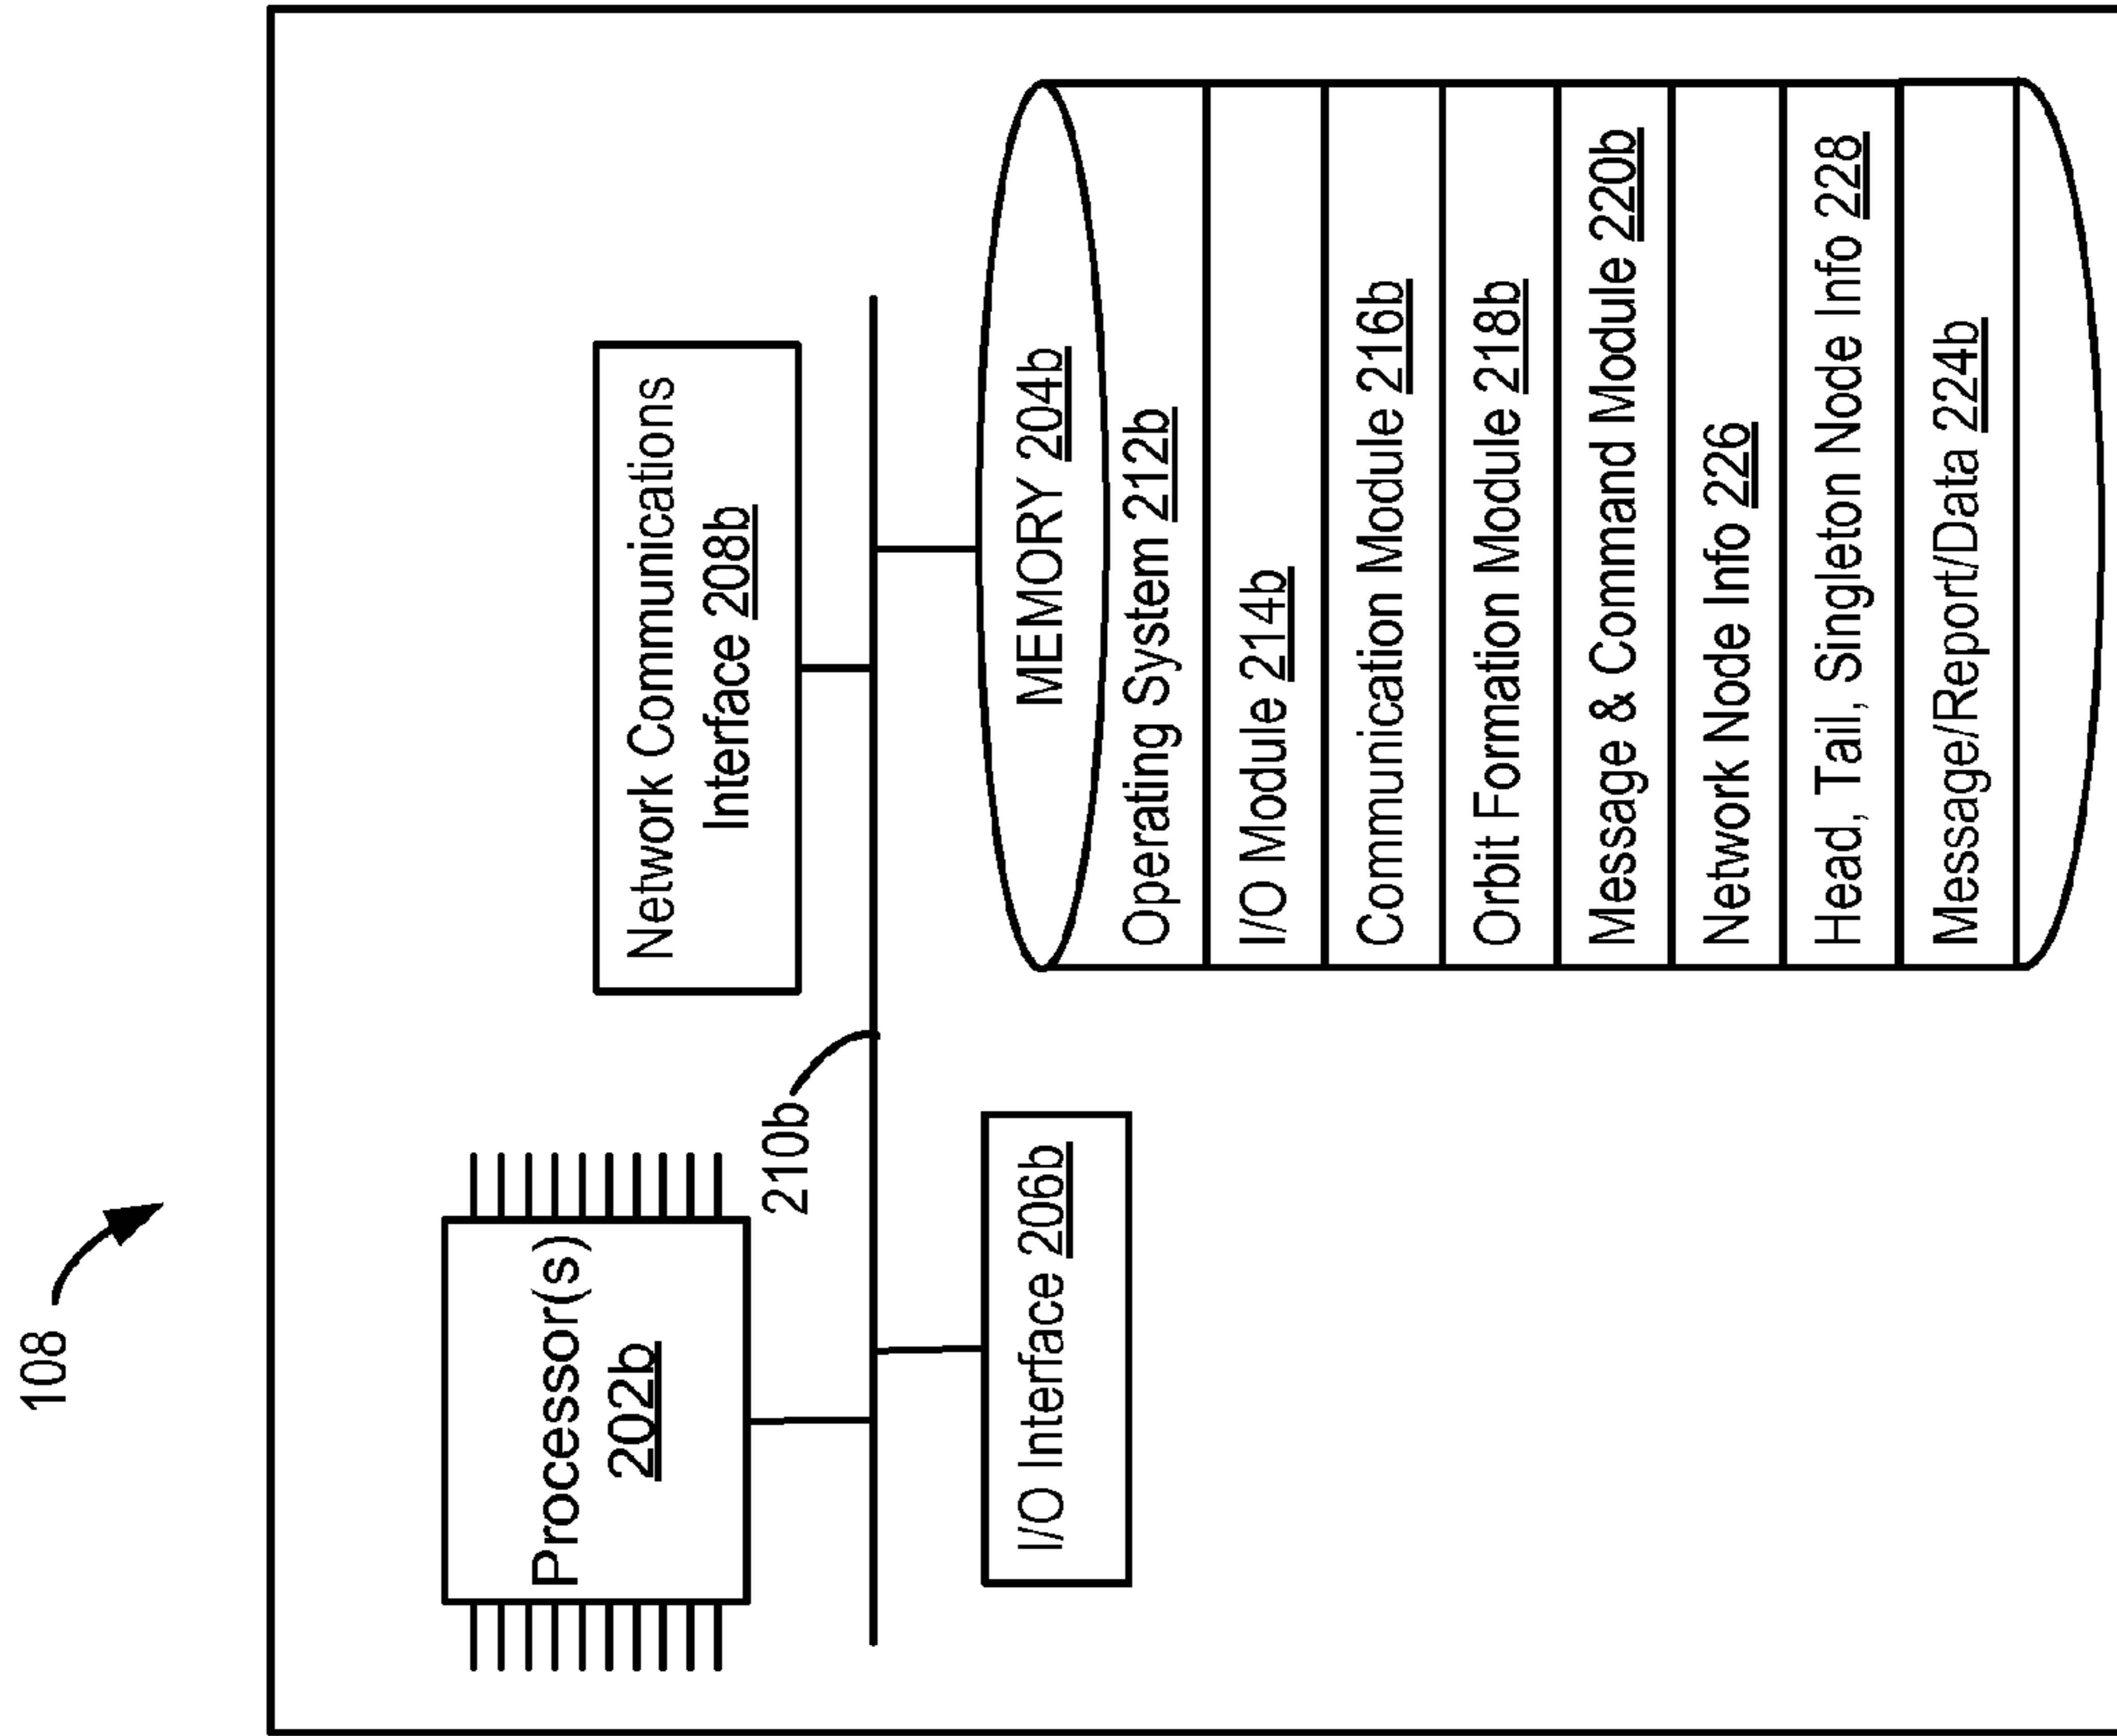 108
Processor(s)
202b
Network Communications
Interface 208b
210b
I/O Interface 206b
MEMORY 204b
Operating System 212b
I/O Module 214b
Communication Module 216b
Orbit Formation Module 218b
Message & Command Module 220b
Network Node Info 226
Head, Tail, Singleton Node Info 228
Message/Report/Data 224b